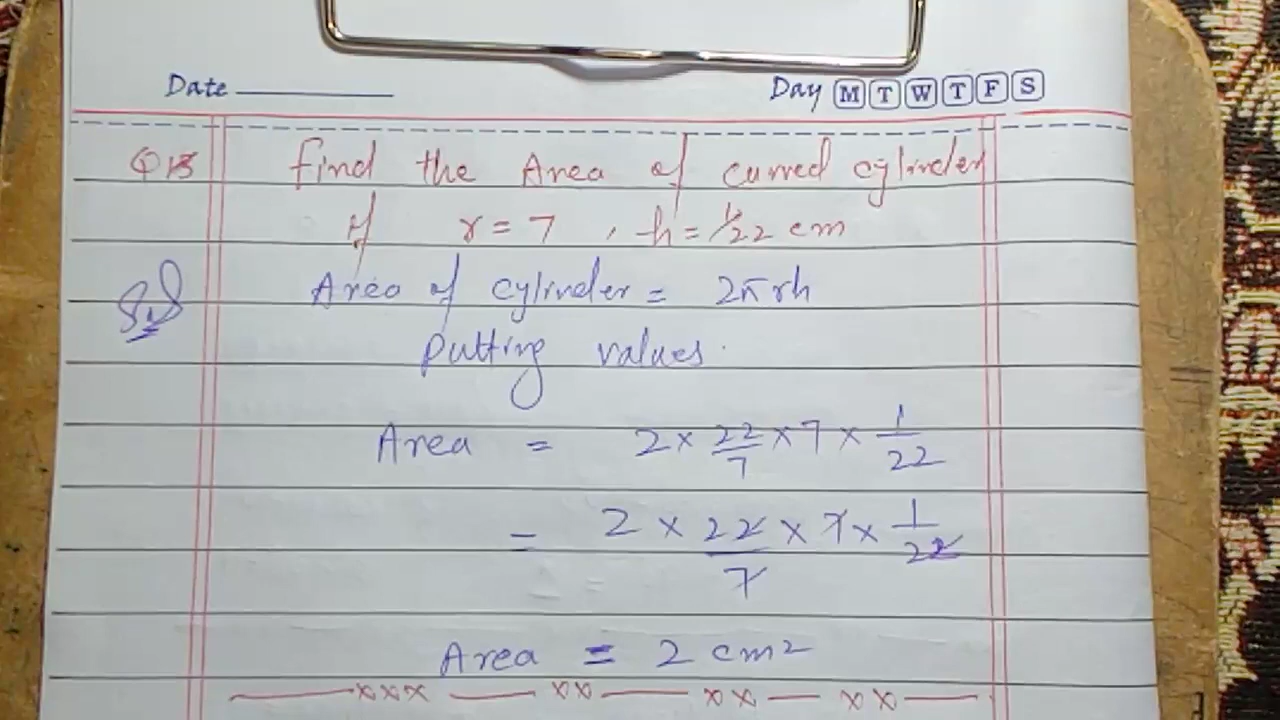 Date
Day M T W T F S
Q13 Find the Area of curved cylinder
if r = 7 , h = 1/22 cm
Sol Area of cylinder = 2πrh
Putting values.
Area = 2 × 22/7 × 7 × 1/22
= 2 × 22/7 × 7 × 1/22
Area = 2 cm²
xxx xx xx xx